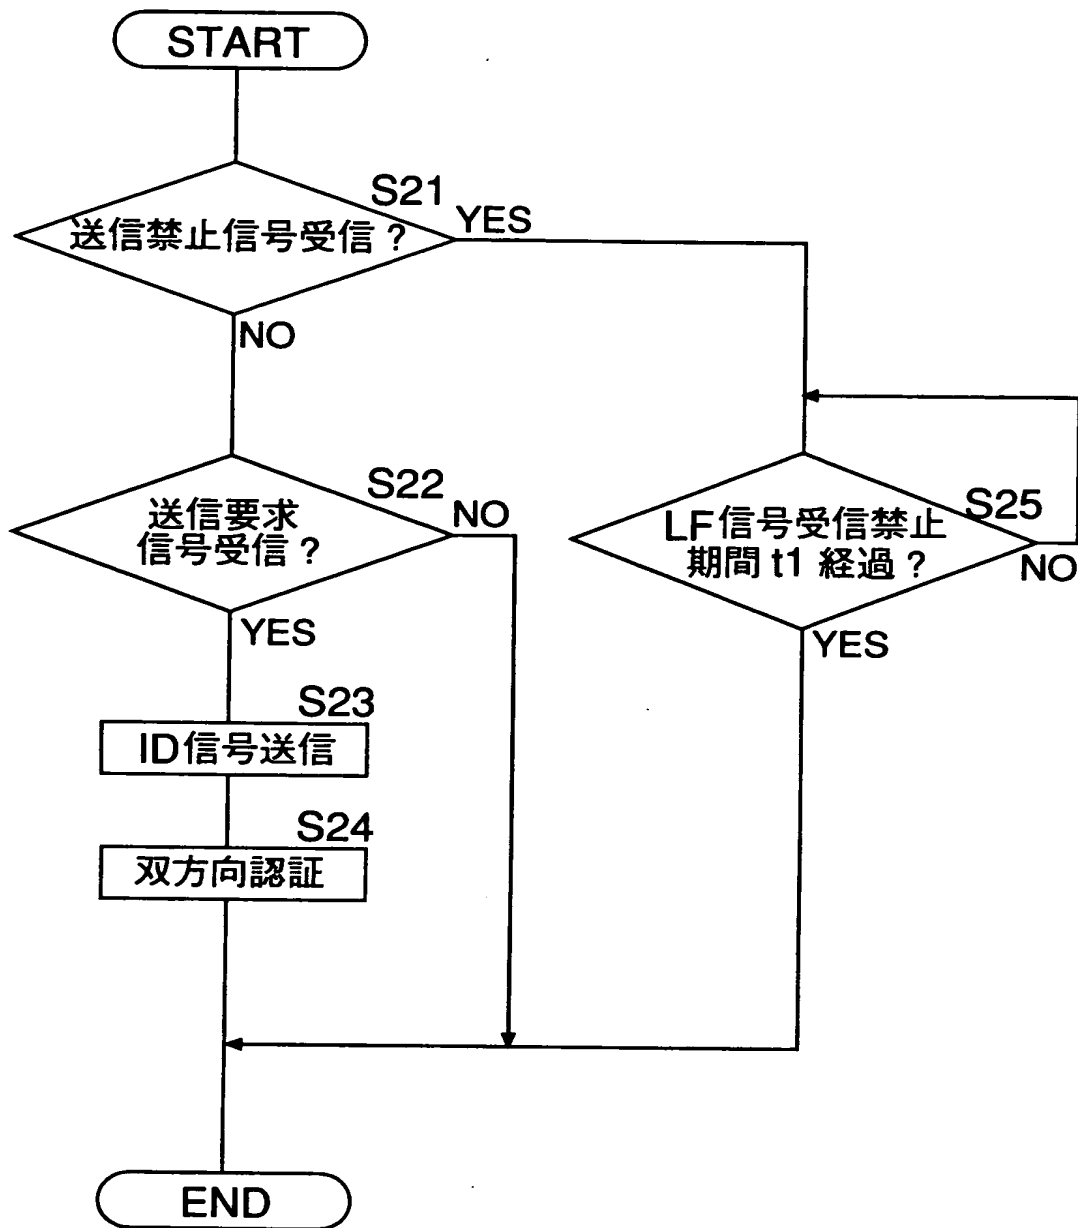 START
S21
送信禁止信号受信？
YES
NO
S22
送信要求
信号受信？
NO
YES
S25
LF信号受信禁止
期間 t1 経過？
NO
YES
S23
ID信号送信
S24
双方向認証
END